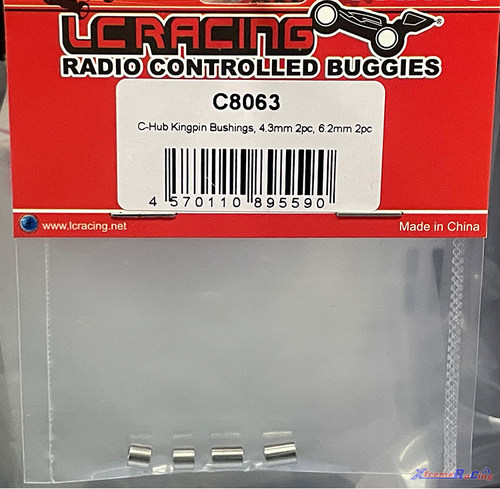 LC RACING
®
RADIO CONTROLLED BUGGIES
C8063
C-Hub Kingpin Bushings, 4.3mm 2pc, 6.2mm 2pc
4 570110 895590
www.lcracing.net
Made in China
XtremeRaCing